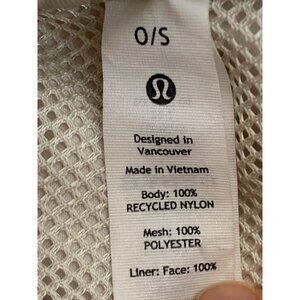 O/S
Designed in
Vancouver
Made in Vietnam
Body: 100%
RECYCLED NYLON
Mesh: 100%
POLYESTER
Liner: Face: 100%